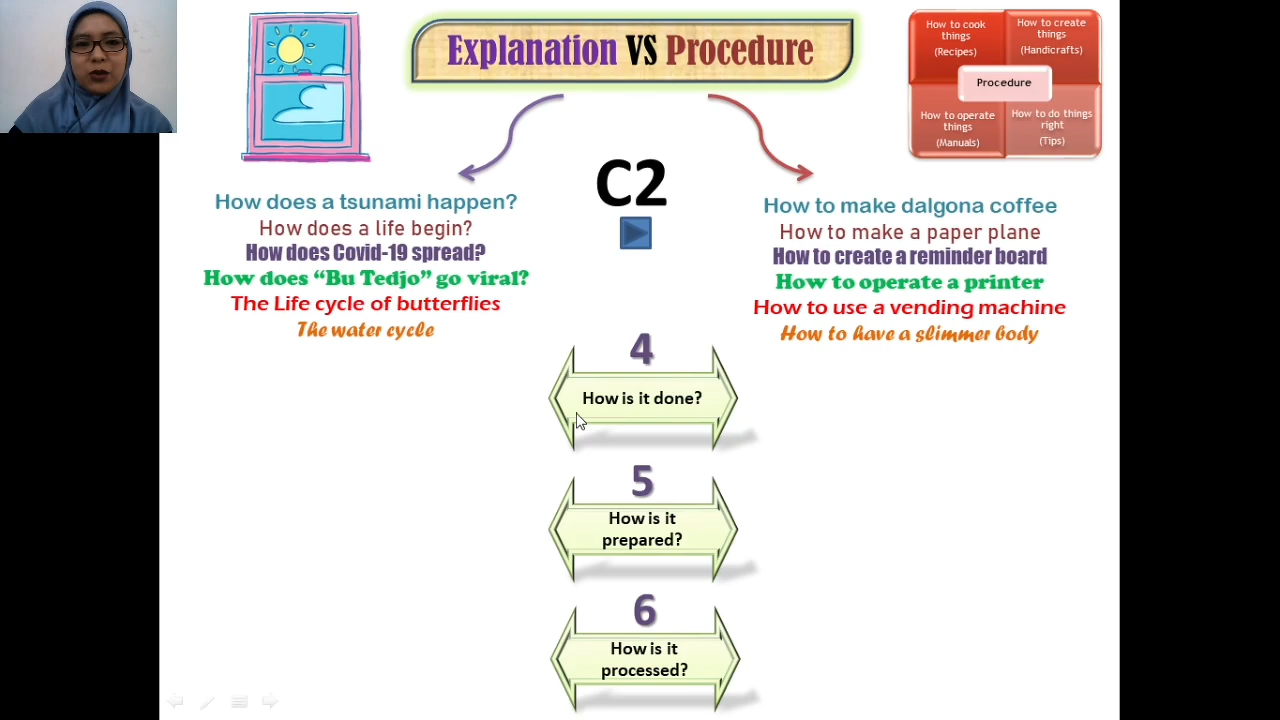 Explanation VS Procedure
How to cook
things
(Recipes)
How to create
things
(Handicrafts)
Procedure
How to operate
things
(Manuals)
How to do things
right
(Tips)
C2
How does a tsunami happen?
How does a life begin?
How does Covid-19 spread?
How does “Bu Tedjo” go viral?
The Life cycle of butterflies
The water cycle
How to make dalgona coffee
How to make a paper plane
How to create a reminder board
How to operate a printer
How to use a vending machine
How to have a slimmer body
4
How is it done?
5
How is it
prepared?
6
How is it
processed?